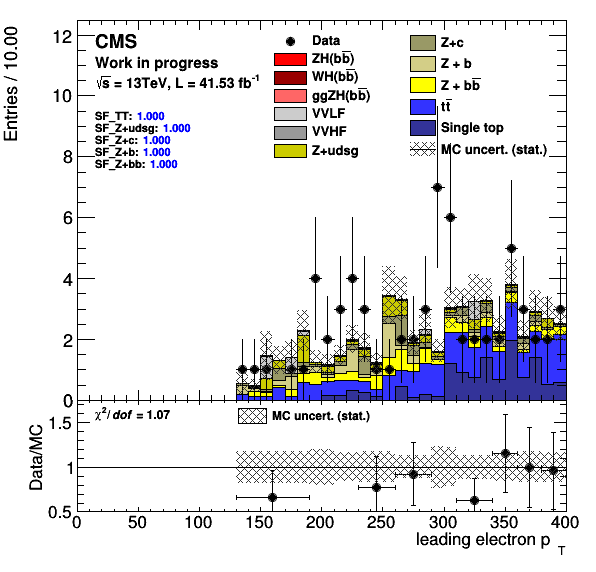 CMS
Work in progress
√s = 13TeV, L = 41.53 fb⁻¹
SF_TT: 1.000
SF_Z+udsg: 1.000
SF_Z+c: 1.000
SF_Z+b: 1.000
SF_Z+bb: 1.000
Data
ZH(bb̅)
WH(bb̅)
ggZH(bb̅)
VVLF
VVHF
Z+udsg
Z+c
Z + b
Z + bb̅
tt̅
Single top
MC uncert. (stat.)
Entries / 10.00
12
10
8
6
4
2
0
χ²/dof = 1.07
MC uncert. (stat.)
Data/MC
1.5
1
0.5
0 50 100 150 200 250 300 350 400
leading electron p_T